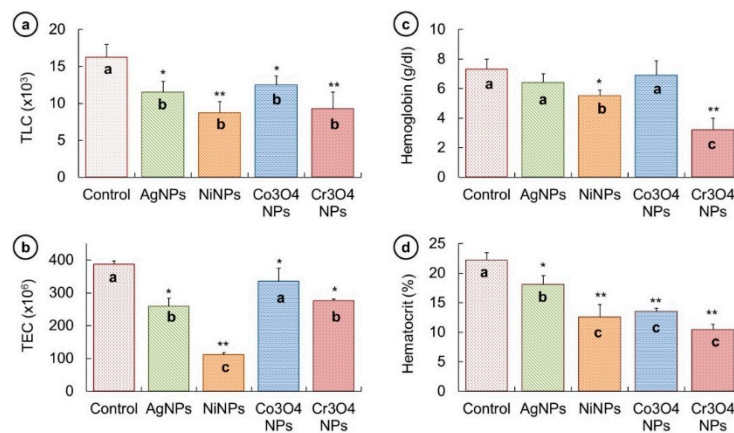 a
TLC (x10³)
20
15
10
5
0
a
*
b
**
b
*
b
**
b
Control AgNPs NiNPs Co3O4 Cr3O4
NPs NPs
b
TEC (x10⁶)
400
300
200
100
0
a
*
b
**
c
*
a
*
b
Control AgNPs NiNPs Co3O4 Cr3O4
NPs NPs
c
Hemoglobin (g/dl)
10
8
6
4
2
0
a
a
*
b
a
**
c
Control AgNPs NiNPs Co3O4 Cr3O4
NPs NPs
d
Hematocrit (%)
25
20
15
10
5
0
a
*
b
**
c
**
c
**
c
Control AgNPs NiNPs Co3O4 Cr3O4
NPs NPs